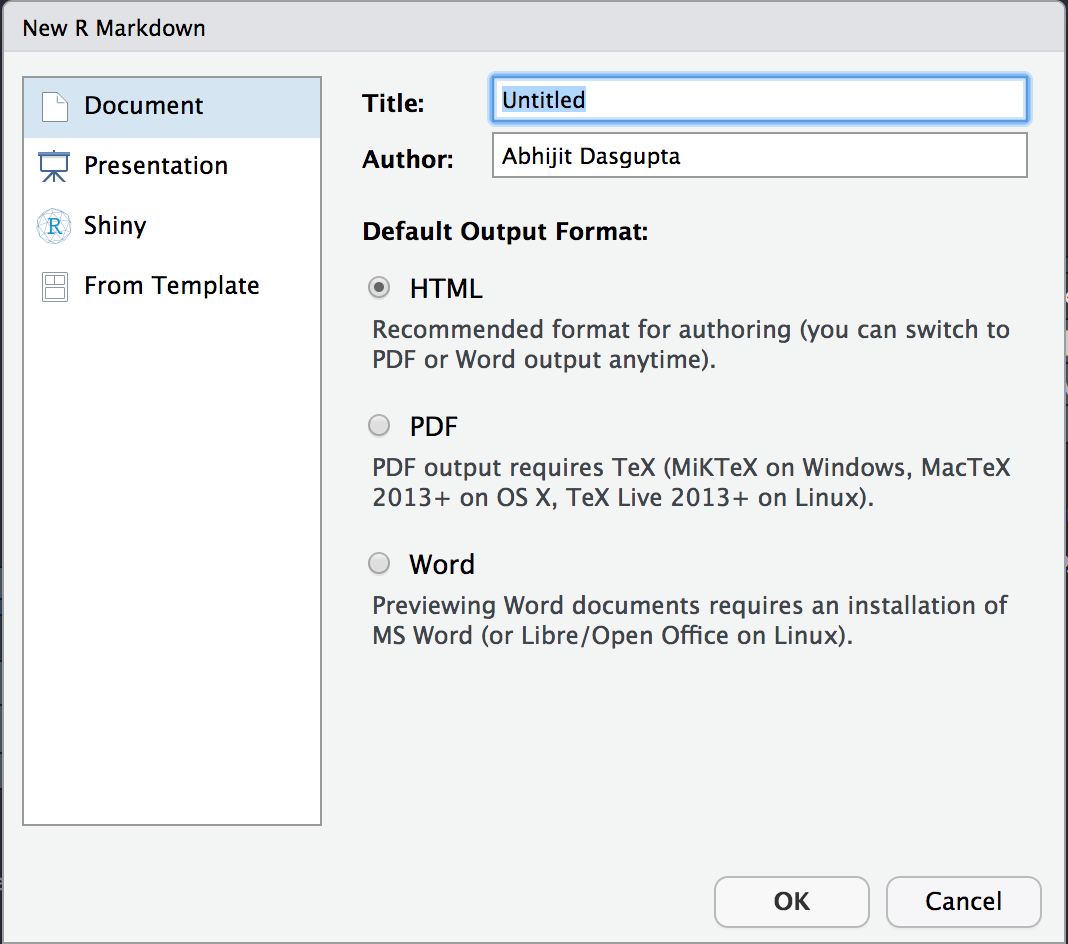 New R Markdown
Document
Presentation
R Shiny
From Template
Title: Untitled
Author: Abhijit Dasgupta
Default Output Format:
HTML
Recommended format for authoring (you can switch to
PDF or Word output anytime).
PDF
PDF output requires TeX (MiKTeX on Windows, MacTeX
2013+ on OS X, TeX Live 2013+ on Linux).
Word
Previewing Word documents requires an installation of
MS Word (or Libre/Open Office on Linux).
OK Cancel